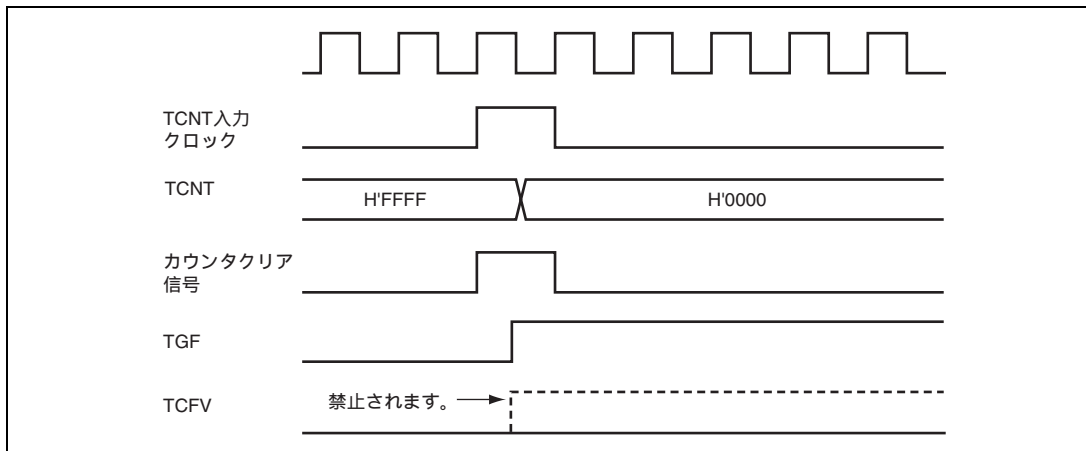 TCNT入力
クロック
TCNT
H'FFFF
H'0000
カウンタクリア
信号
TGF
TCFV
禁止されます。